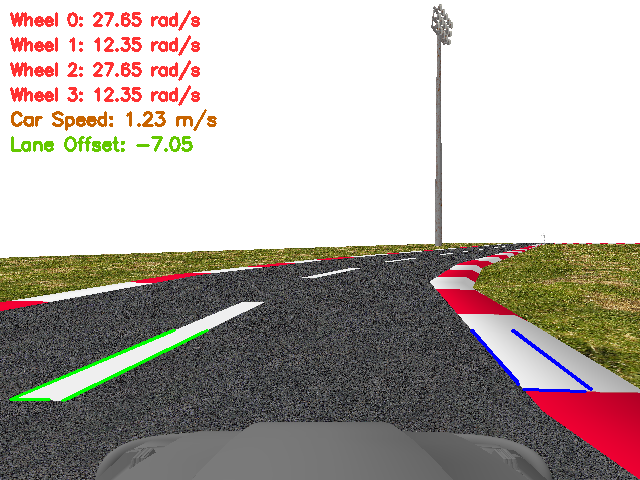 Wheel 0: 27.65 rad/s
Wheel 1: 12.35 rad/s
Wheel 2: 27.65 rad/s
Wheel 3: 12.35 rad/s
Car Speed: 1.23 m/s
Lane Offset: -7.05